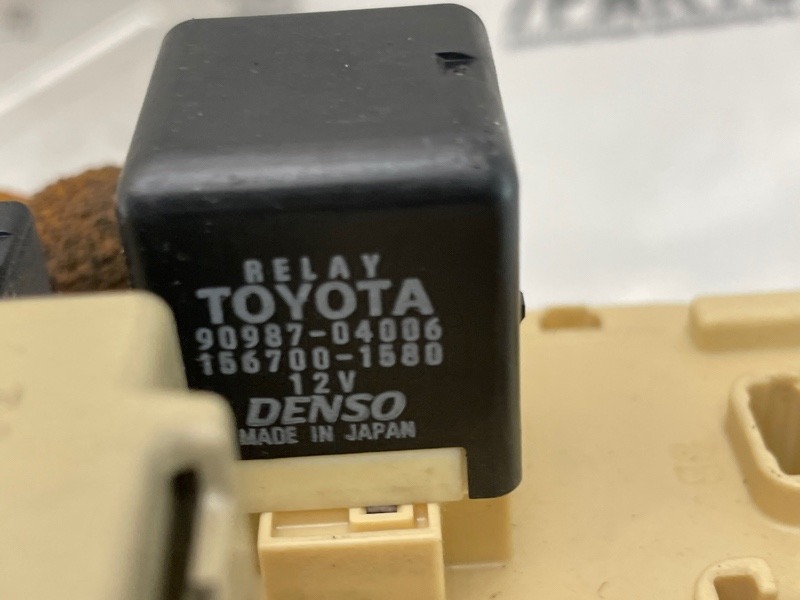 RELAY
TOYOTA
90987-04006
156700-1580
12V
DENSO
MADE IN JAPAN